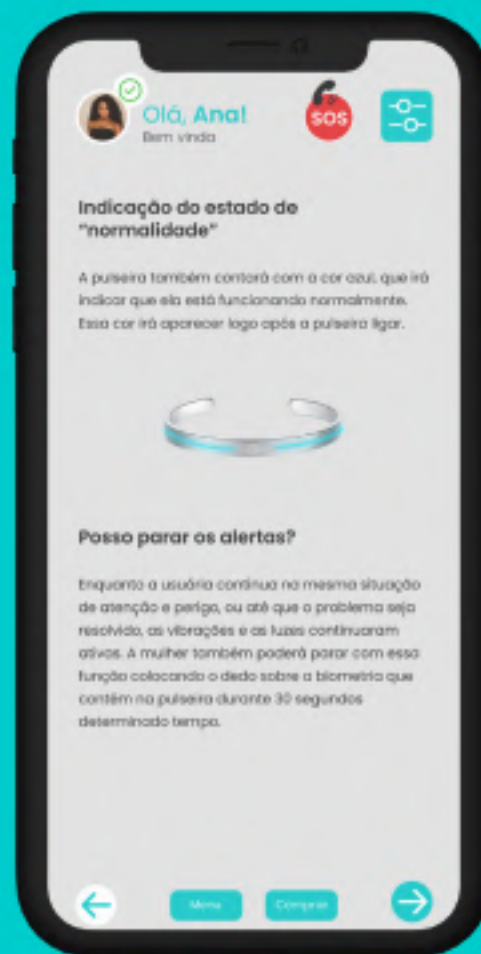 Olá, Ana!
Bem vinda
SOS
Indicação do estado de
"normalidade"
A pulseira também contará com a cor azul, que irá
indicar que ela está funcionando normalmente.
Essa cor irá aparecer logo após a pulseira ligar.
Posso parar os alertas?
Enquanto a usuária continua na mesma situação
de atenção e perigo, ou até que o problema seja
resolvido, as vibrações e as luzes continuaram
ativas. A mulher também poderá parar com essa
função colocando o dedo sobre a biometria que
contém na pulseira durante 30 segundos
determinado tempo.
Menu
Comprar